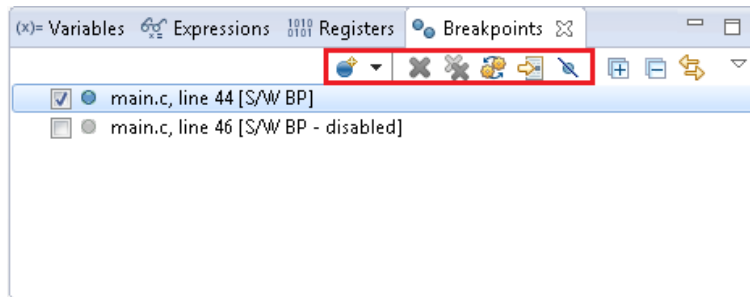 (x)= Variables Expressions 1010 0101 Registers Breakpoints
main.c, line 44 [S/W BP]
main.c, line 46 [S/W BP - disabled]